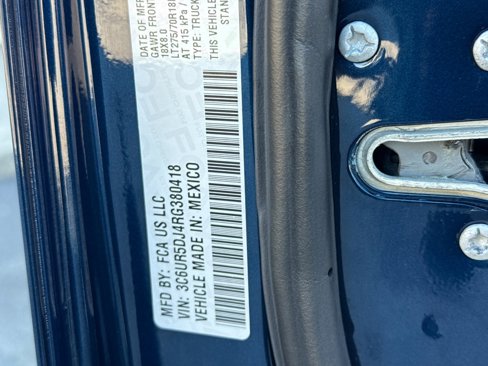 DATE OF MFR
GAWR FRONT
18X8.0
LT275/70R18
AT 415 kPa /
TYPE: TRUCK
THIS VEHICLE
STAN
MFD BY: FCA US LLC
VIN: 3C6UR5DJ4RG380418
VEHICLE MADE IN: MEXICO